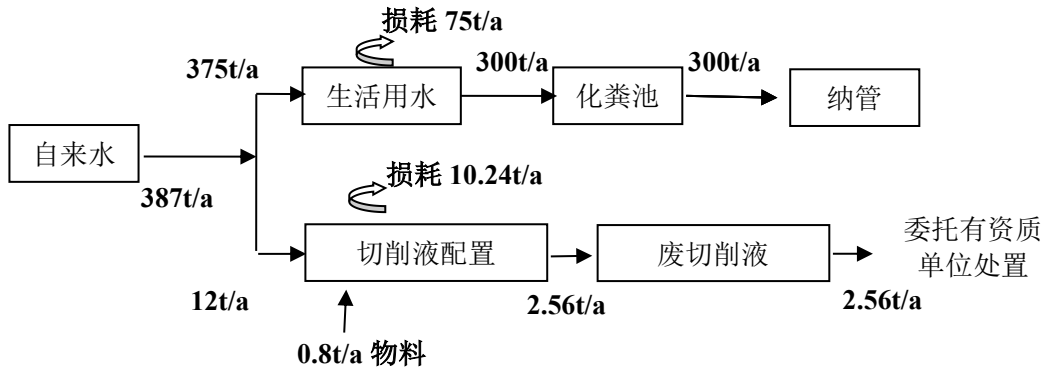 损耗 75t/a
375t/a
300t/a
300t/a
生活用水
化粪池
纳管
自来水
387t/a
损耗 10.24t/a
切削液配置
废切削液
委托有资质
单位处置
12t/a
2.56t/a
2.56t/a
0.8t/a 物料